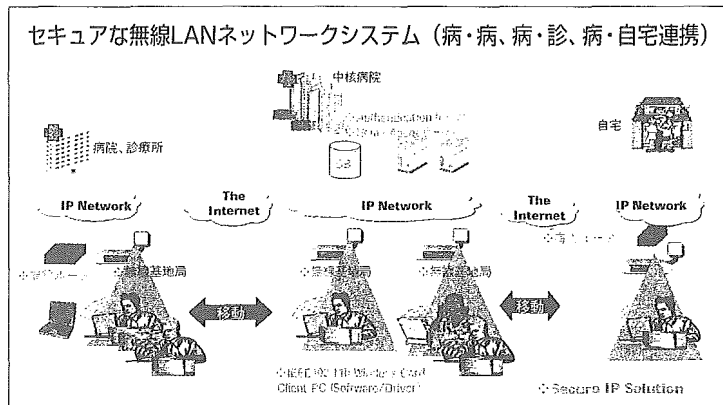 セキュアな無線LANネットワークシステム（病・病、病・診、病・自宅連携）
中核病院
病院、診療所
自宅
DB
IP Network
The Internet
IP Network
The Internet
IP Network
無線基地局
無線基地局
無線基地局
移動
移動
Client PC (Software/Driver)
Secure IP Solution